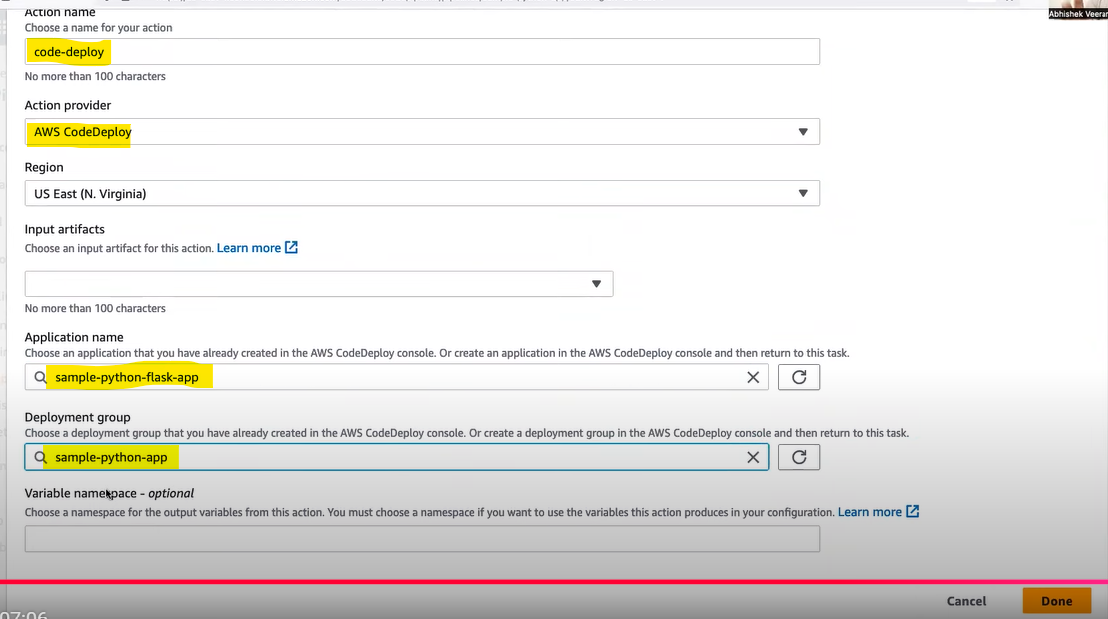 Abhishek Veeran
Action name
Choose a name for your action
code-deploy
No more than 100 characters
Action provider
AWS CodeDeploy
Region
US East (N. Virginia)
Input artifacts
Choose an input artifact for this action. Learn more
No more than 100 characters
Application name
Choose an application that you have already created in the AWS CodeDeploy console. Or create an application in the AWS CodeDeploy console and then return to this task.
sample-python-flask-app
Deployment group
Choose a deployment group that you have already created in the AWS CodeDeploy console. Or create a deployment group in the AWS CodeDeploy console and then return to this task.
sample-python-app
Variable namespace - optional
Choose a namespace for the output variables from this action. You must choose a namespace if you want to use the variables this action produces in your configuration. Learn more
Cancel
Done
07:06